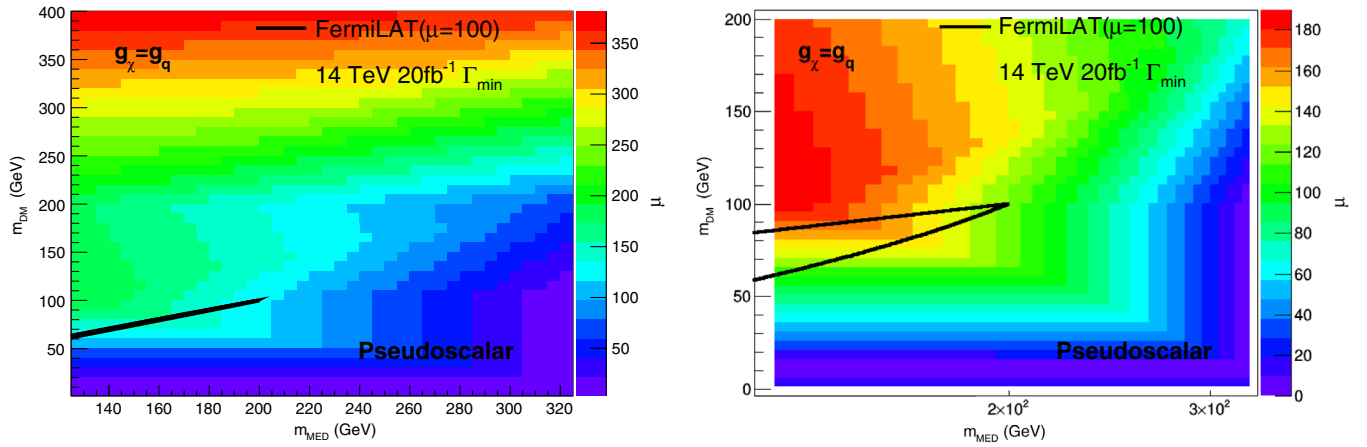 400
350
300
250
200
150
100
50
m_DM (GeV)
FermiLAT(μ=100)
g_χ=g_q
14 TeV 20fb⁻¹ Γ_min
Pseudoscalar
140 160 180 200 220 240 260 280 300 320
m_MED (GeV)
350
300
250
200
150
100
50
μ
200
150
100
50
0
m_DM (GeV)
FermiLAT(μ=100)
g_χ=g_q
14 TeV 20fb⁻¹ Γ_min
Pseudoscalar
2×10² 3×10²
m_MED (GeV)
180
160
140
120
100
80
60
40
20
0
μ